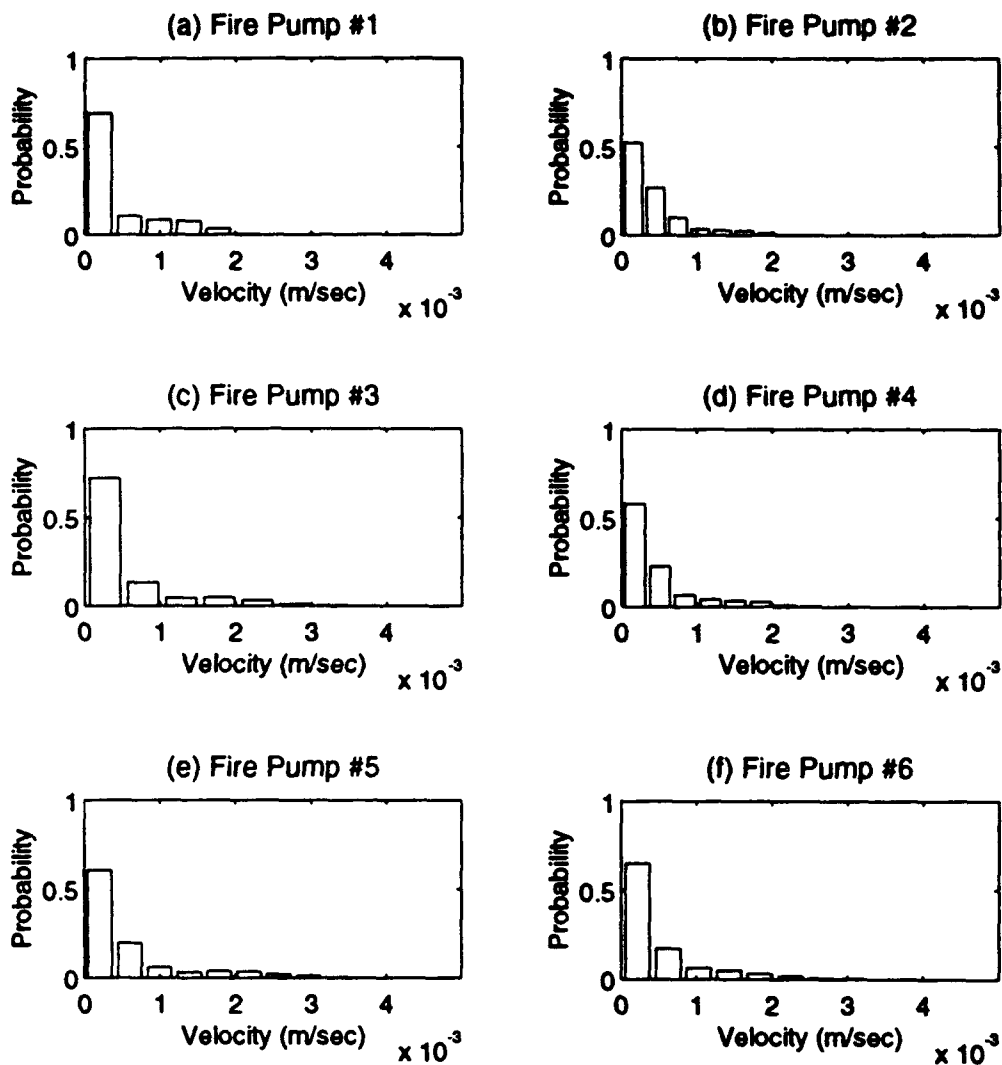 (a) Fire Pump #1
Probability
1
0.5
0
0 1 2 3 4
Velocity (m/sec)
x 10-3
(b) Fire Pump #2
Probability
1
0.5
0
0 1 2 3 4
Velocity (m/sec)
x 10-3
(c) Fire Pump #3
Probability
1
0.5
0
0 1 2 3 4
Velocity (m/sec)
x 10-3
(d) Fire Pump #4
Probability
1
0.5
0
0 1 2 3 4
Velocity (m/sec)
x 10-3
(e) Fire Pump #5
Probability
1
0.5
0
0 1 2 3 4
Velocity (m/sec)
x 10-3
(f) Fire Pump #6
Probability
1
0.5
0
0 1 2 3 4
Velocity (m/sec)
x 10-3